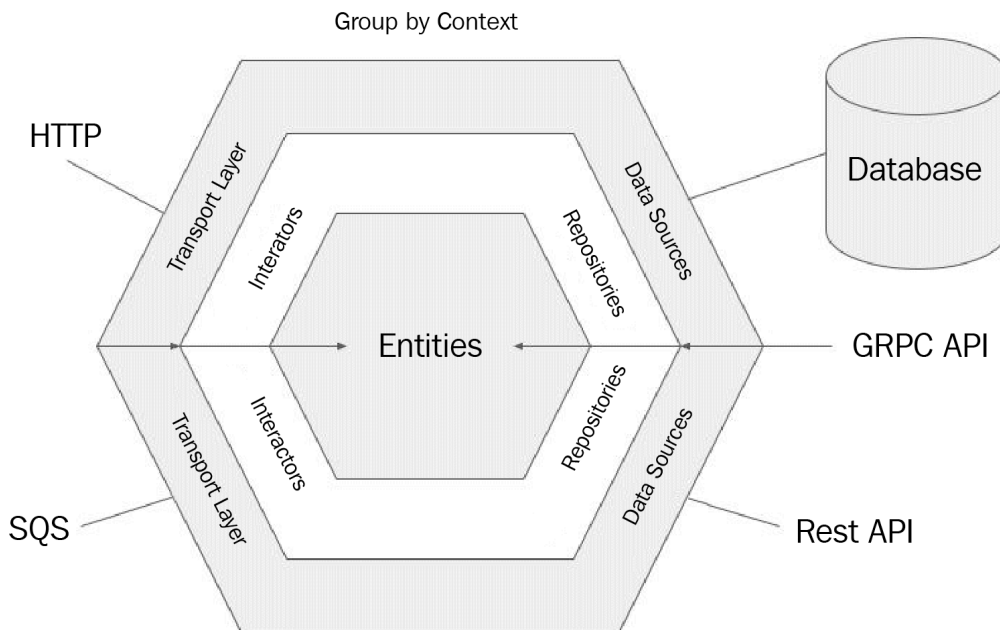 Group by Context
HTTP
Transport Layer
Interators
Repositories
Data Sources
Database
Entities
GRPC API
Transport Layer
Interactors
Repositories
Data Sources
SQS
Rest API